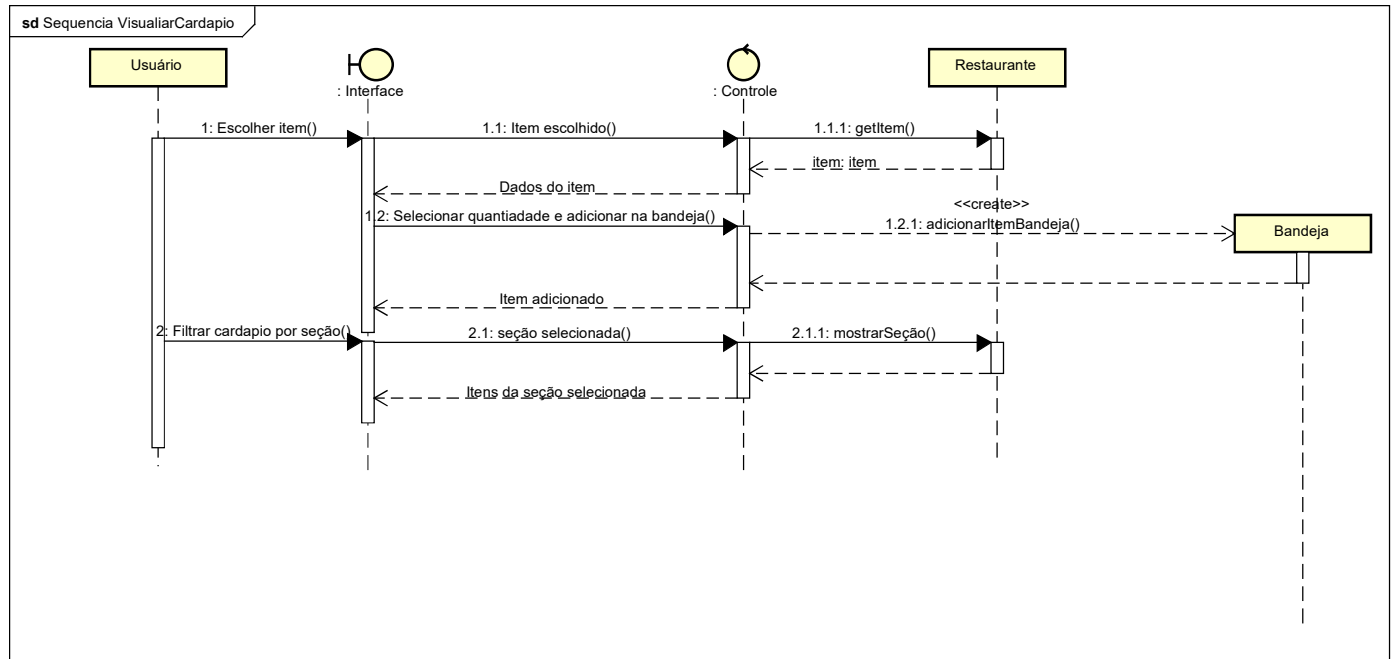 sd Sequencia VisualiarCardapio
Usuário
: Interface
: Controle
Restaurante
1: Escolher item()
1.1: Item escolhido()
1.1.1: getItem()
item: item
Dados do item
<<create>>
1.2: Selecionar quantiadade e adicionar na bandeja()
1.2.1: adicionarItemBandeja()
Bandeja
Item adicionado
2: Filtrar cardapio por seção()
2.1: seção selecionada()
2.1.1: mostrarSeção()
Itens da seção selecionada